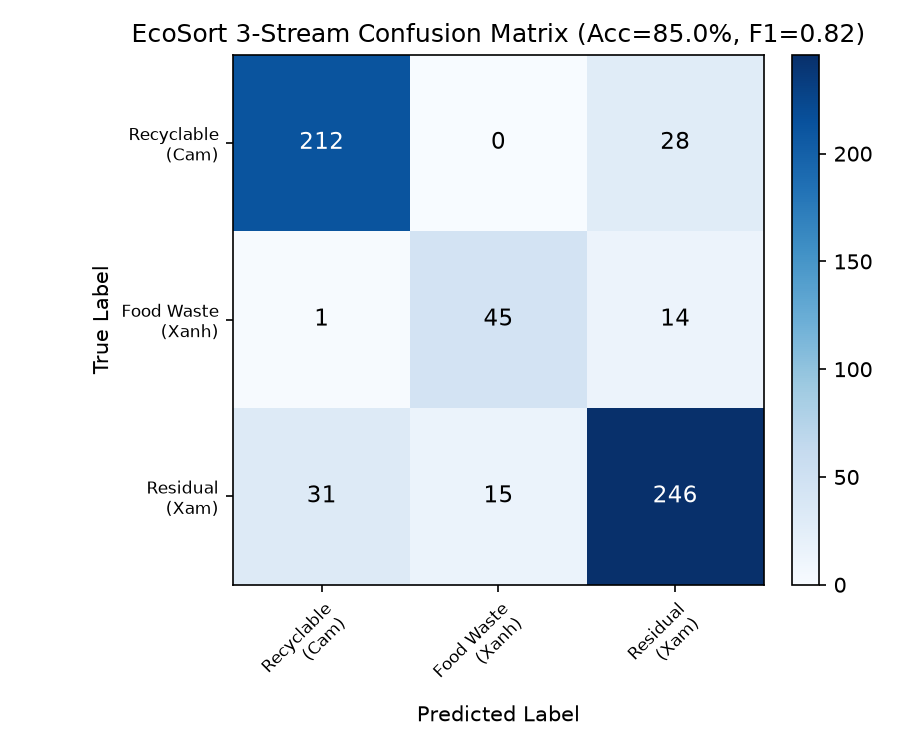 EcoSort 3-Stream Confusion Matrix (Acc=85.0%, F1=0.82)
True Label
Recyclable
(Cam)
212
0
28
Food Waste
(Xanh)
1
45
14
Residual
(Xam)
31
15
246
Recyclable
(Cam)
Food Waste
(Xanh)
Residual
(Xam)
Predicted Label
200
150
100
50
0